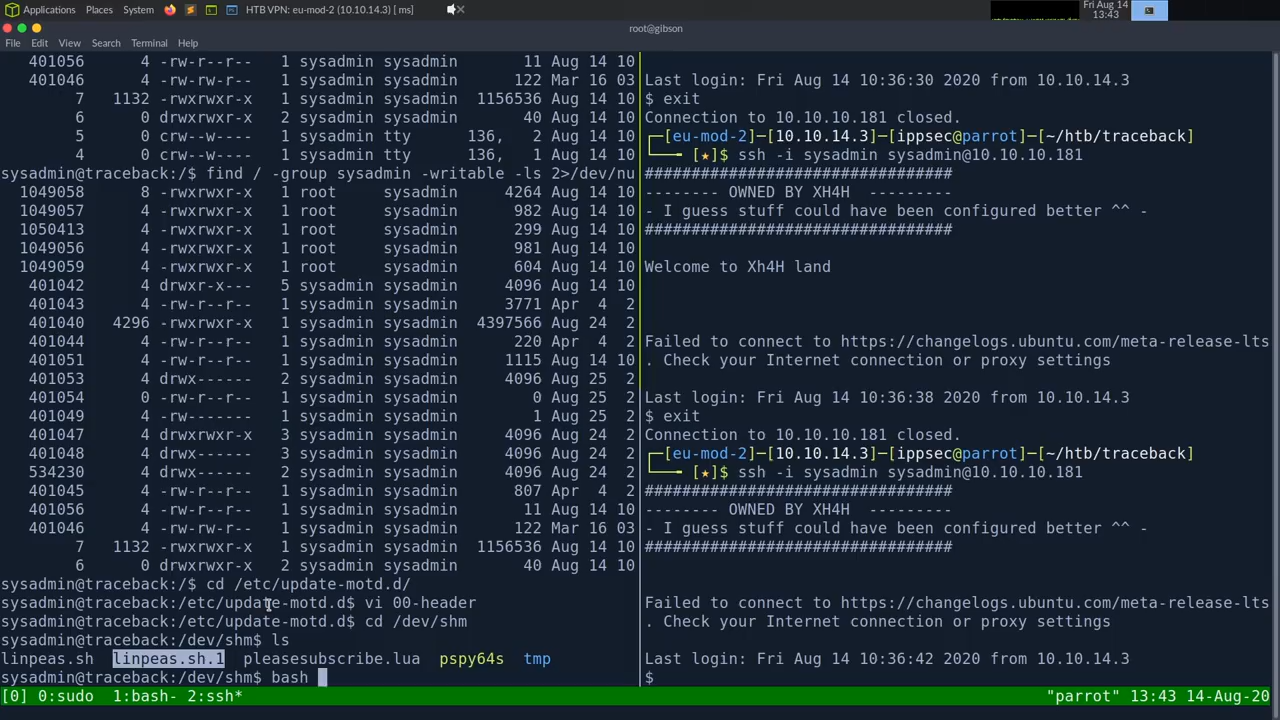 Applications Places System HTB VPN: eu-mod-2 (10.10.14.3) [ ms]
Fri Aug 14
13:43
root@gibson
File Edit View Search Terminal Help
401056 4 -rw-r--r-- 1 sysadmin sysadmin 11 Aug 14 10
401046 4 -rw-rw-r-- 1 sysadmin sysadmin 122 Mar 16 03
7 1132 -rwxrwxr-x 1 sysadmin sysadmin 1156536 Aug 14 10
6 0 drwxrwxr-x 2 sysadmin sysadmin 40 Aug 14 10
5 0 crw--w---- 1 sysadmin tty 136, 2 Aug 14 10
4 0 crw--w---- 1 sysadmin tty 136, 1 Aug 14 10
sysadmin@traceback:/$ find / -group sysadmin -writable -ls 2>/dev/nu
1049058 8 -rwxrwxr-x 1 root sysadmin 4264 Aug 14 10
1049057 4 -rwxrwxr-x 1 root sysadmin 982 Aug 14 10
1050413 4 -rwxrwxr-x 1 root sysadmin 299 Aug 14 10
1049056 4 -rwxrwxr-x 1 root sysadmin 981 Aug 14 10
1049059 4 -rwxrwxr-x 1 root sysadmin 604 Aug 14 10
401042 4 drwxr-x--- 5 sysadmin sysadmin 4096 Aug 14 10
401043 4 -rw-r--r-- 1 sysadmin sysadmin 3771 Apr 4 2
401040 4296 -rwxrwxr-x 1 sysadmin sysadmin 4397566 Aug 24 2
401044 4 -rw-r--r-- 1 sysadmin sysadmin 220 Apr 4 2
401051 4 -rwxrwxr-x 1 sysadmin sysadmin 1115 Aug 14 10
401053 4 drwx------ 2 sysadmin sysadmin 4096 Aug 25 2
401054 0 -rw-r--r-- 1 sysadmin sysadmin 0 Aug 25 2
401049 4 -rw------- 1 sysadmin sysadmin 1 Aug 25 2
401047 4 drwxrwxr-x 3 sysadmin sysadmin 4096 Aug 24 2
401048 4 drwx------ 3 sysadmin sysadmin 4096 Aug 24 2
534230 4 drwx------ 2 sysadmin sysadmin 4096 Aug 24 2
401045 4 -rw-r--r-- 1 sysadmin sysadmin 807 Apr 4 2
401056 4 -rw-r--r-- 1 sysadmin sysadmin 11 Aug 14 10
401046 4 -rw-rw-r-- 1 sysadmin sysadmin 122 Mar 16 03
7 1132 -rwxrwxr-x 1 sysadmin sysadmin 1156536 Aug 14 10
6 0 drwxrwxr-x 2 sysadmin sysadmin 40 Aug 14 10
sysadmin@traceback:/$ cd /etc/update-motd.d/
sysadmin@traceback:/etc/update-motd.d$ vi 00-header
sysadmin@traceback:/etc/update-motd.d$ cd /dev/shm
sysadmin@traceback:/dev/shm$ ls
linpeas.sh linpeas.sh.1 pleasesubscribe.lua pspy64s tmp
sysadmin@traceback:/dev/shm$ bash
Last login: Fri Aug 14 10:36:30 2020 from 10.10.14.3
$ exit
Connection to 10.10.10.181 closed.
┌─[eu-mod-2]─[10.10.14.3]─[ippsec@parrot]─[~/htb/traceback]
└──╼ [★]$ ssh -i sysadmin sysadmin@10.10.10.181
#################################
-------- OWNED BY XH4H ---------
- I guess stuff could have been configured better ^^ -
#################################
Welcome to Xh4H land
Failed to connect to https://changelogs.ubuntu.com/meta-release-lts
. Check your Internet connection or proxy settings
Last login: Fri Aug 14 10:36:38 2020 from 10.10.14.3
$ exit
Connection to 10.10.10.181 closed.
┌─[eu-mod-2]─[10.10.14.3]─[ippsec@parrot]─[~/htb/traceback]
└──╼ [★]$ ssh -i sysadmin sysadmin@10.10.10.181
#################################
-------- OWNED BY XH4H ---------
- I guess stuff could have been configured better ^^ -
#################################
Failed to connect to https://changelogs.ubuntu.com/meta-release-lts
. Check your Internet connection or proxy settings
Last login: Fri Aug 14 10:36:42 2020 from 10.10.14.3
$
[0] 0:sudo 1:bash- 2:ssh* "parrot" 13:43 14-Aug-20